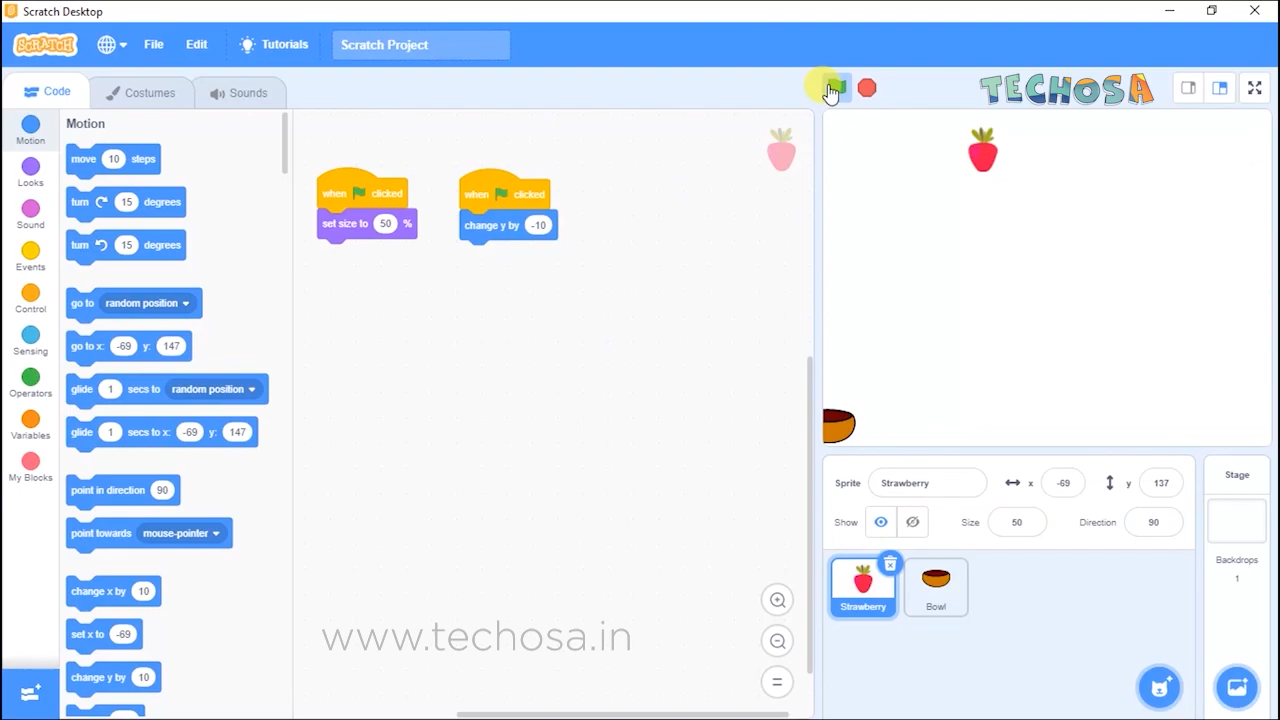 Scratch Desktop
SCRATCH
File
Edit
Tutorials
Scratch Project
Code
Costumes
Sounds
TECHOSA
Motion
Looks
Sound
Events
Control
Sensing
Operators
Variables
My Blocks
Motion
move 10 steps
turn 15 degrees
turn 15 degrees
go to random position
go to x: -69 y: 147
glide 1 secs to random position
glide 1 secs to x: -69 y: 147
point in direction 90
point towards mouse-pointer
change x by 10
set x to -69
change y by 10
when clicked
set size to 50 %
when clicked
change y by -10
www.techosa.in
Sprite Strawberry x -69 y 137
Show Size 50 Direction 90
Strawberry
Bowl
Stage
Backdrops
1